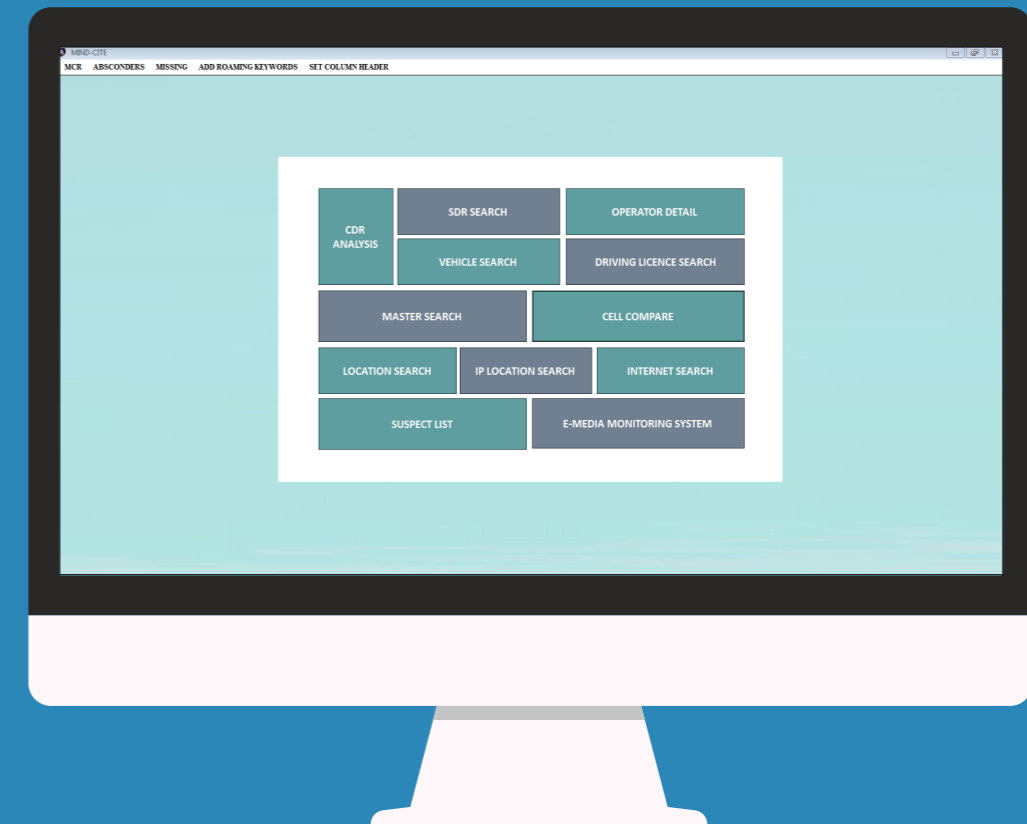 MIND-CITE
MCR ABSCONDERS MISSING ADD ROAMING KEYWORDS SET COLUMN HEADER
CDR
ANALYSIS
SDR SEARCH
OPERATOR DETAIL
VEHICLE SEARCH
DRIVING LICENCE SEARCH
MASTER SEARCH
CELL COMPARE
LOCATION SEARCH
IP LOCATION SEARCH
INTERNET SEARCH
SUSPECT LIST
E-MEDIA MONITORING SYSTEM